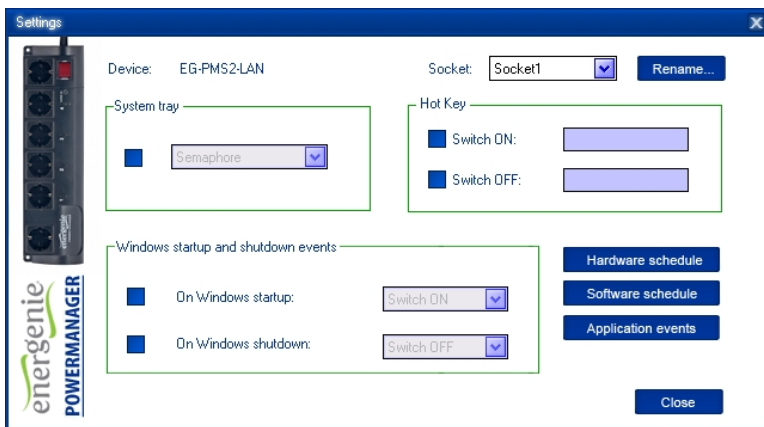 Settings
Device: EG-PMS2-LAN Socket: Socket1 Rename...
System tray
Semaphore
Hot Key
Switch ON:
Switch OFF:
Windows startup and shutdown events
On Windows startup: Switch ON
On Windows shutdown: Switch OFF
Hardware schedule
Software schedule
Application events
Close
energenie
energenie
POWERMANAGER